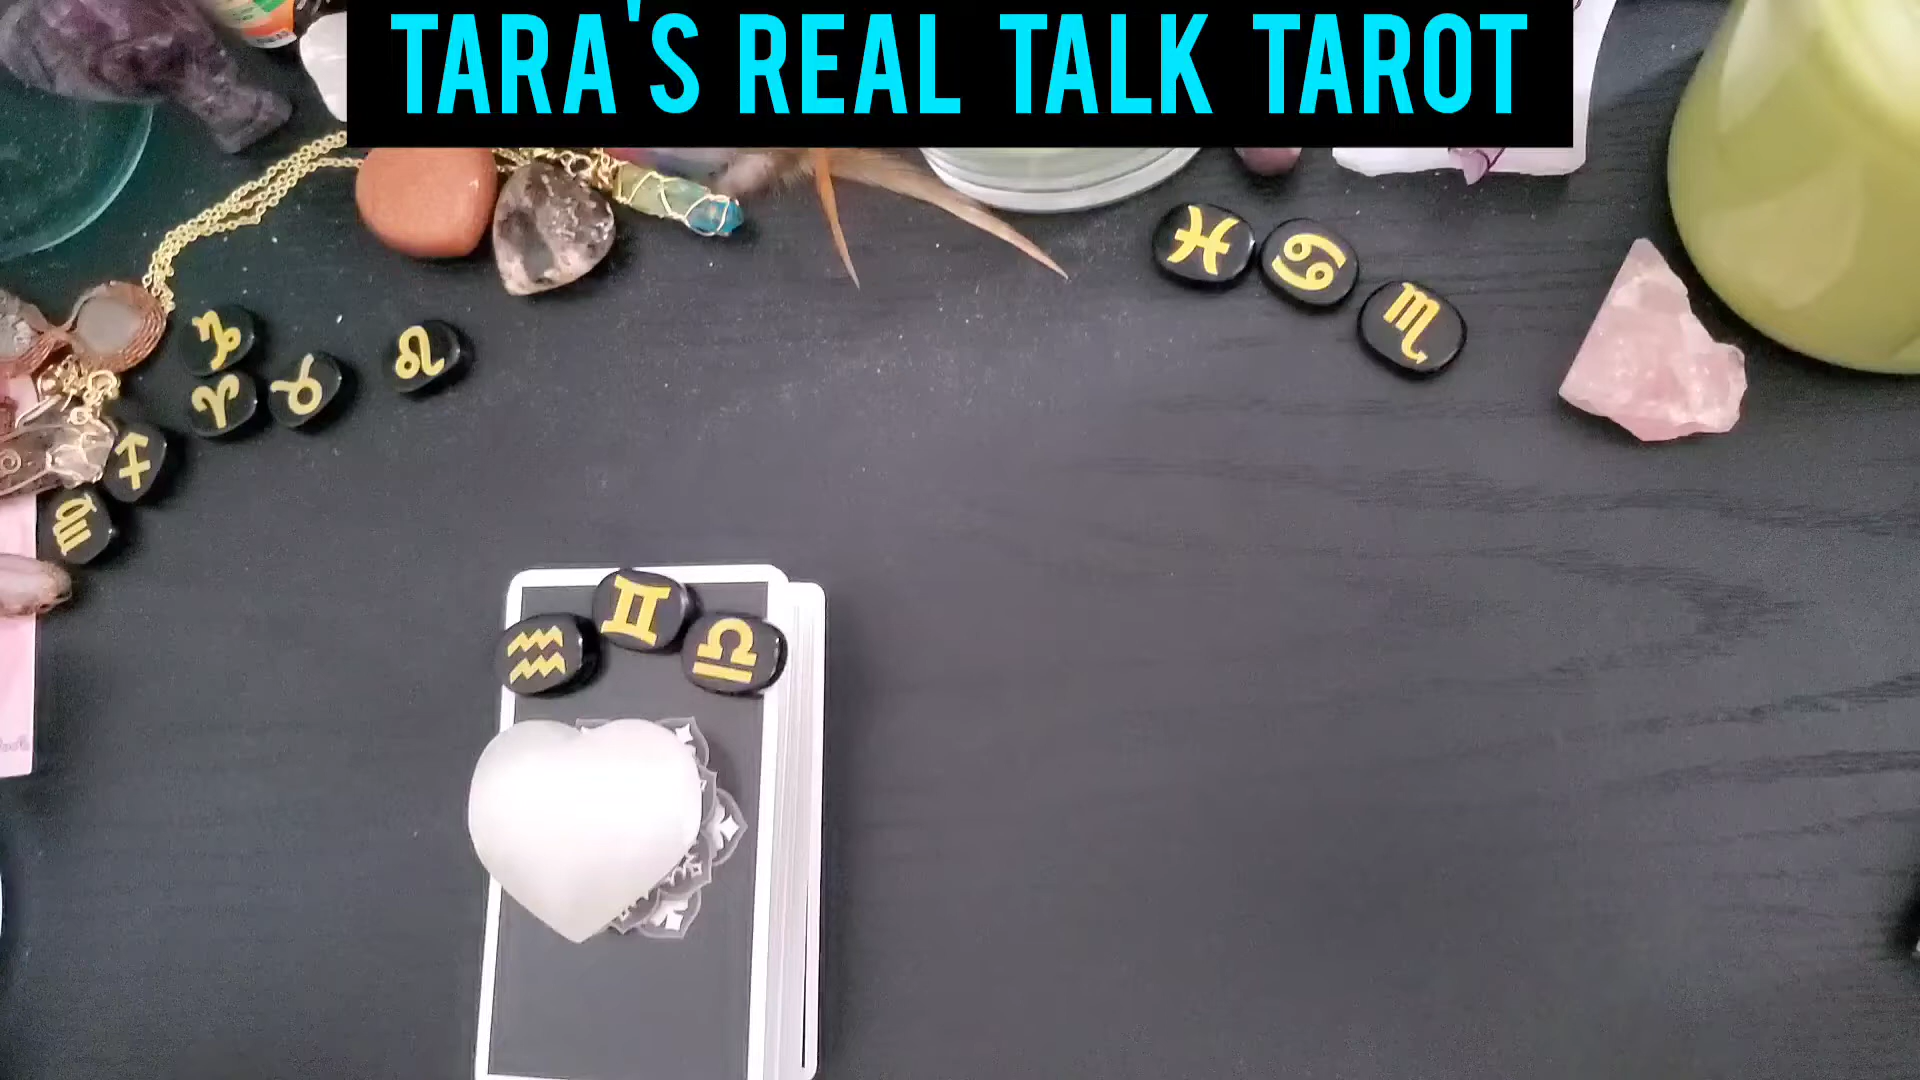 TARA'S REAL TALK TAROT
♓ ♋ ♏
♑ ♈ ♉ ♌
♐
♍
♒ ♊ ♎